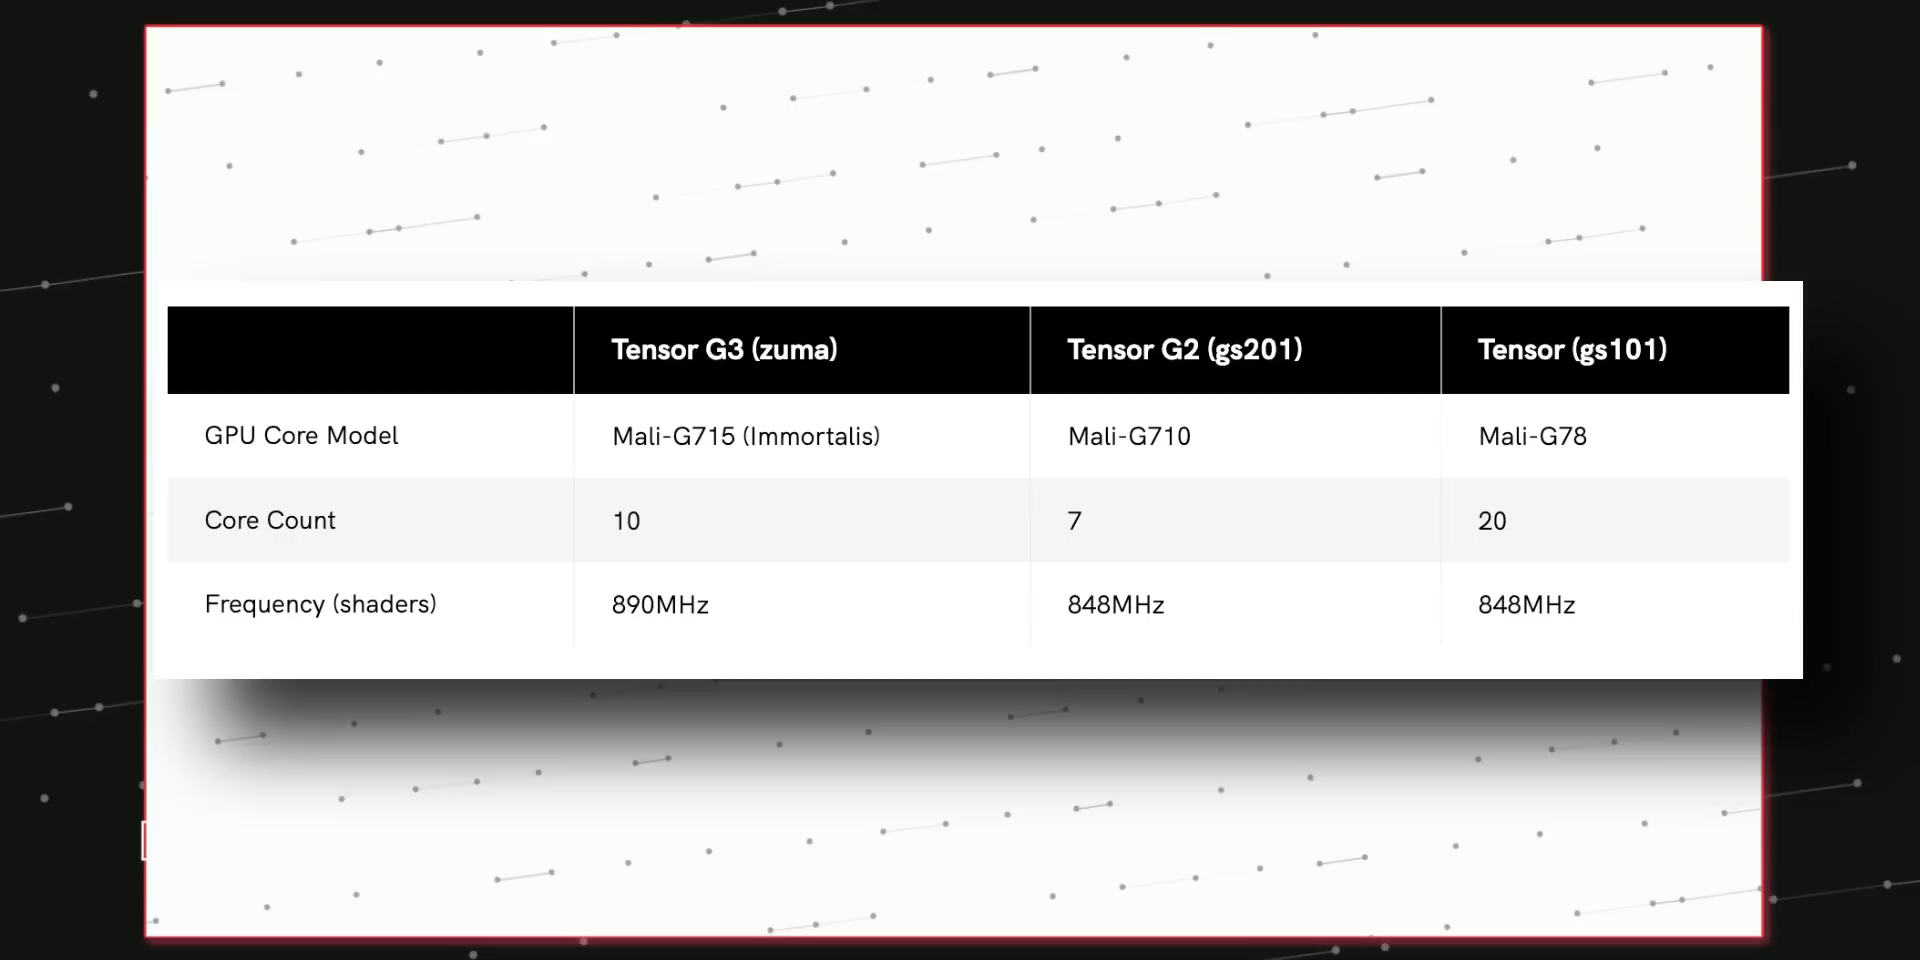 Tensor G3 (zuma) Tensor G2 (gs201) Tensor (gs101)
GPU Core Model Mali-G715 (Immortalis) Mali-G710 Mali-G78
Core Count 10 7 20
Frequency (shaders) 890MHz 848MHz 848MHz